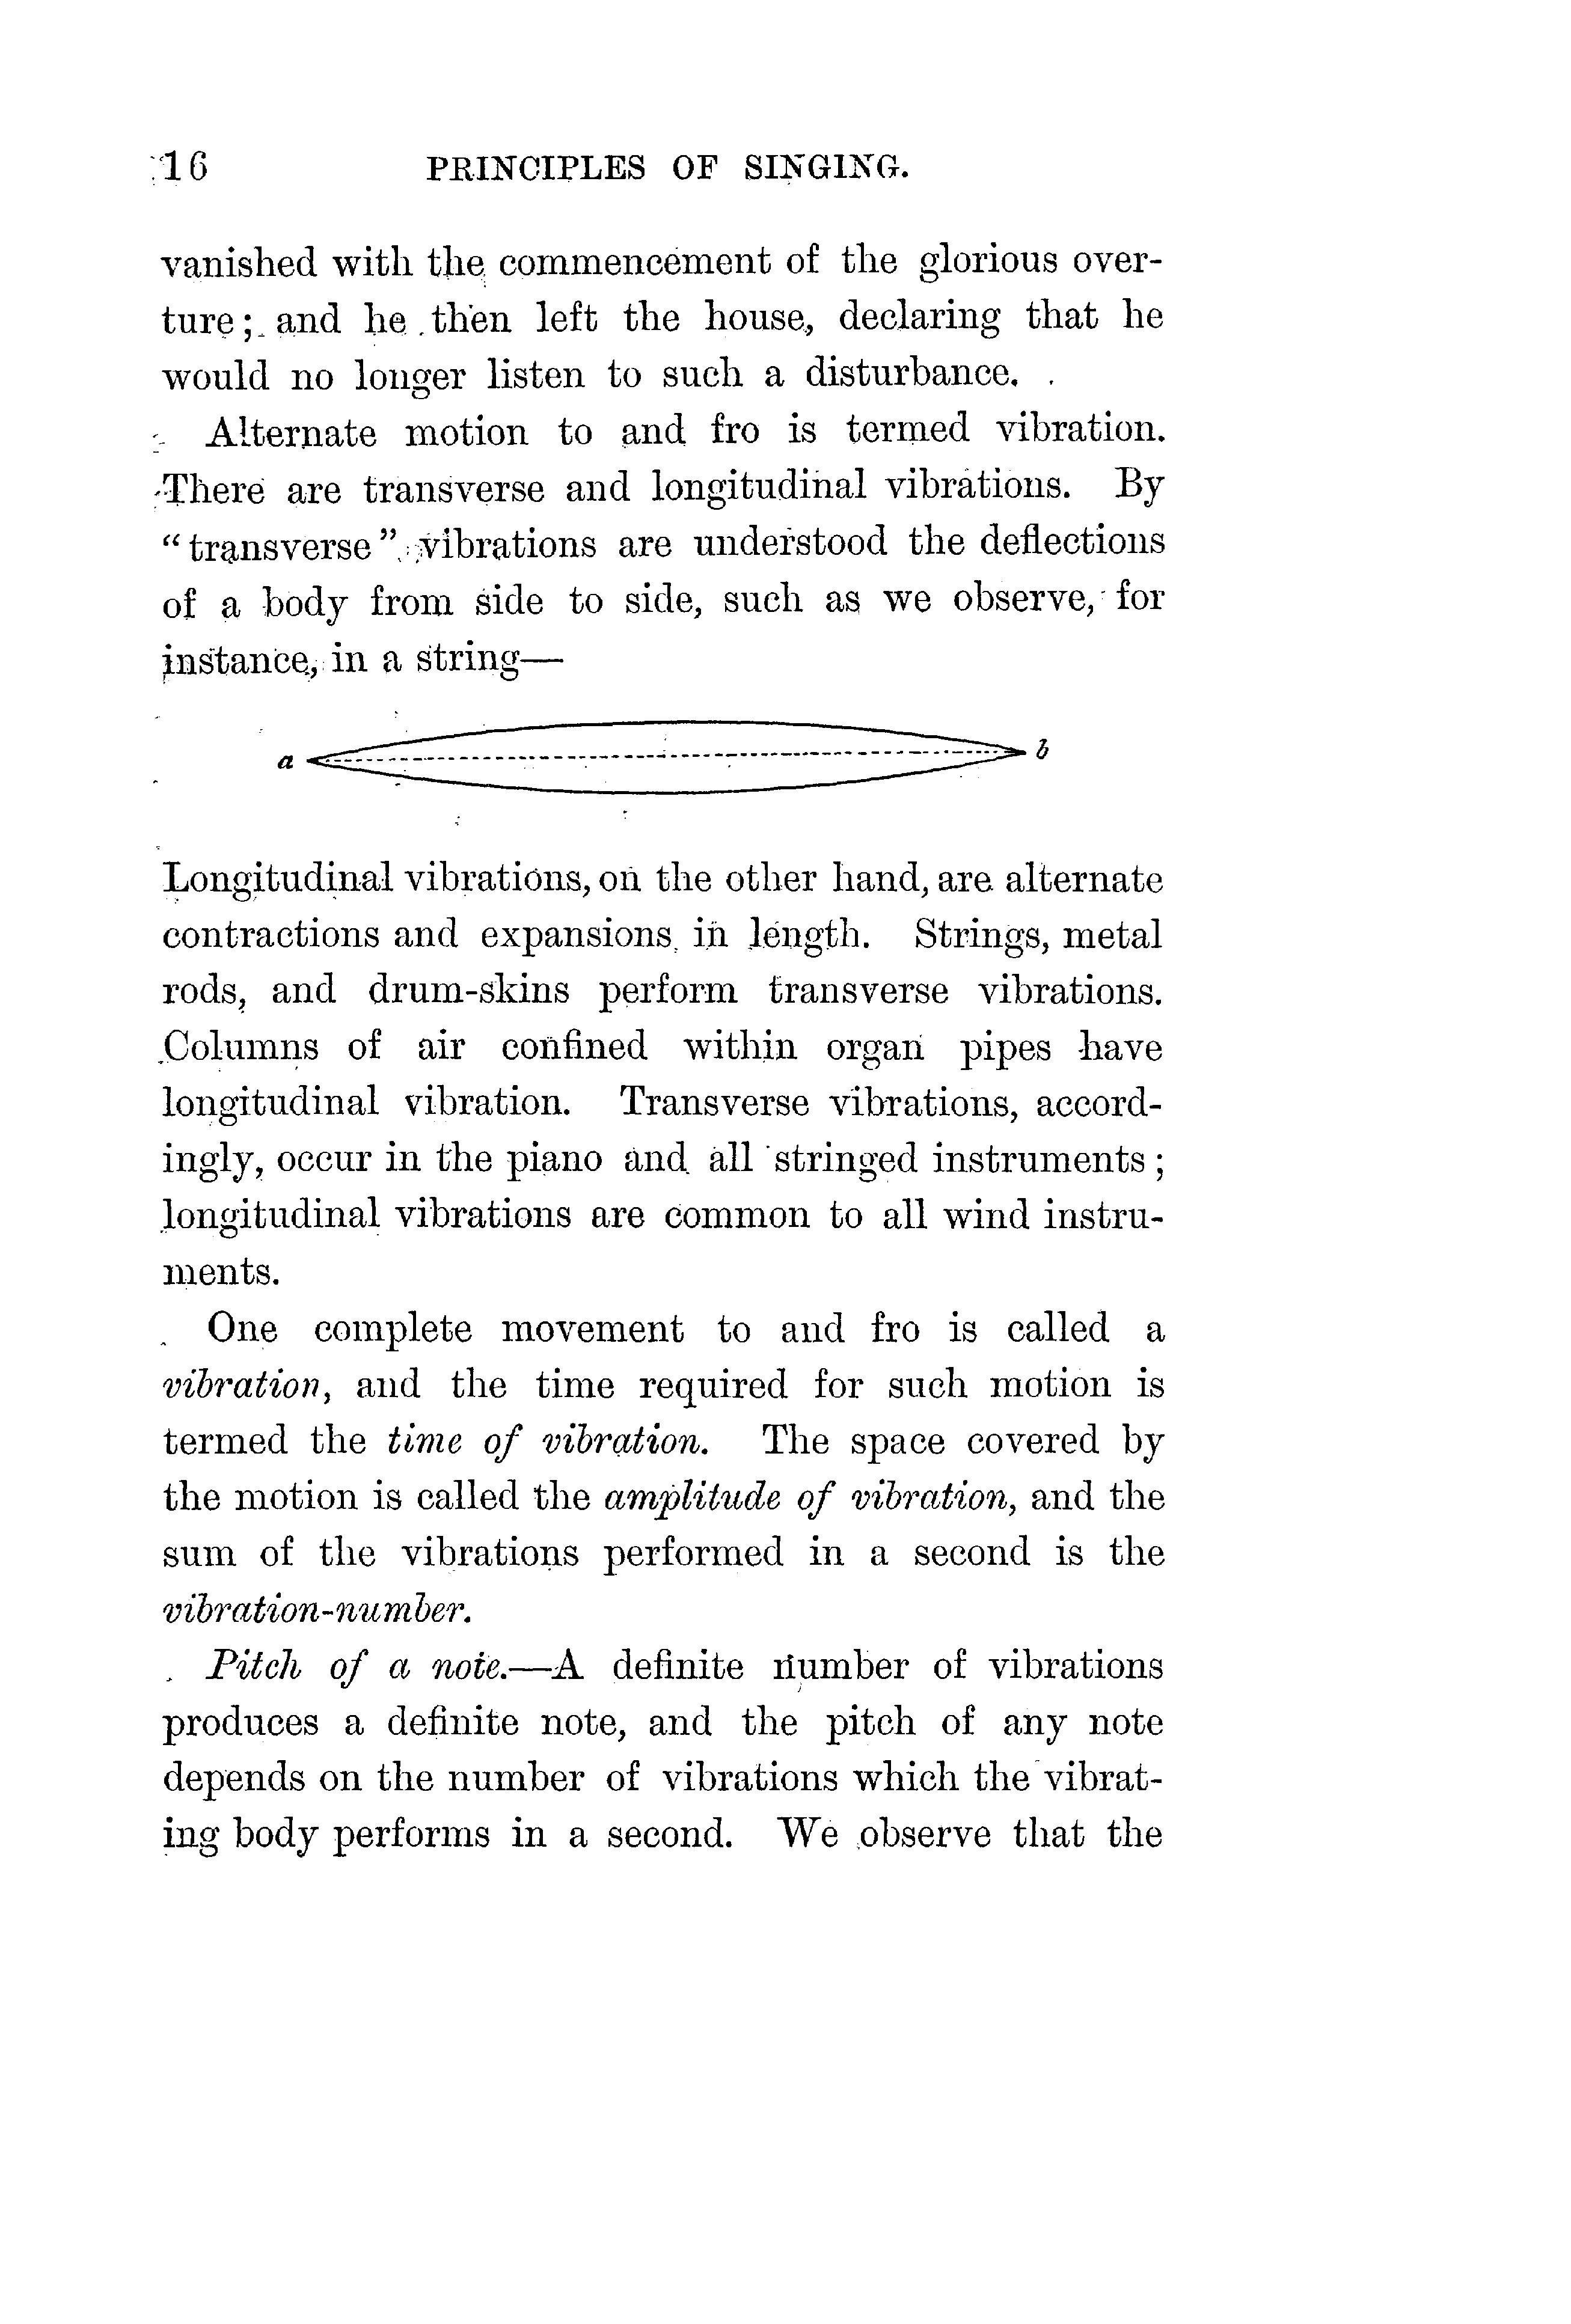 16 PRINCIPLES OF SINGING.
vanished with the commencement of the glorious over-
ture; and he then left the house, declaring that he
would no longer listen to such a disturbance.
Alternate motion to and fro is termed vibration.
There are transverse and longitudinal vibrations. By
“transverse” vibrations are understood the deflections
of a body from side to side, such as we observe, for
instance, in a string—
a b
Longitudinal vibrations, on the other hand, are alternate
contractions and expansions in length. Strings, metal
rods, and drum-skins perform transverse vibrations.
Columns of air confined within organ pipes have
longitudinal vibration. Transverse vibrations, accord-
ingly, occur in the piano and all stringed instruments;
longitudinal vibrations are common to all wind instru-
ments.
One complete movement to and fro is called a
vibration, and the time required for such motion is
termed the time of vibration. The space covered by
the motion is called the amplitude of vibration, and the
sum of the vibrations performed in a second is the
vibration-number.
Pitch of a note.—A definite number of vibrations
produces a definite note, and the pitch of any note
depends on the number of vibrations which the vibrat-
ing body performs in a second. We observe that the